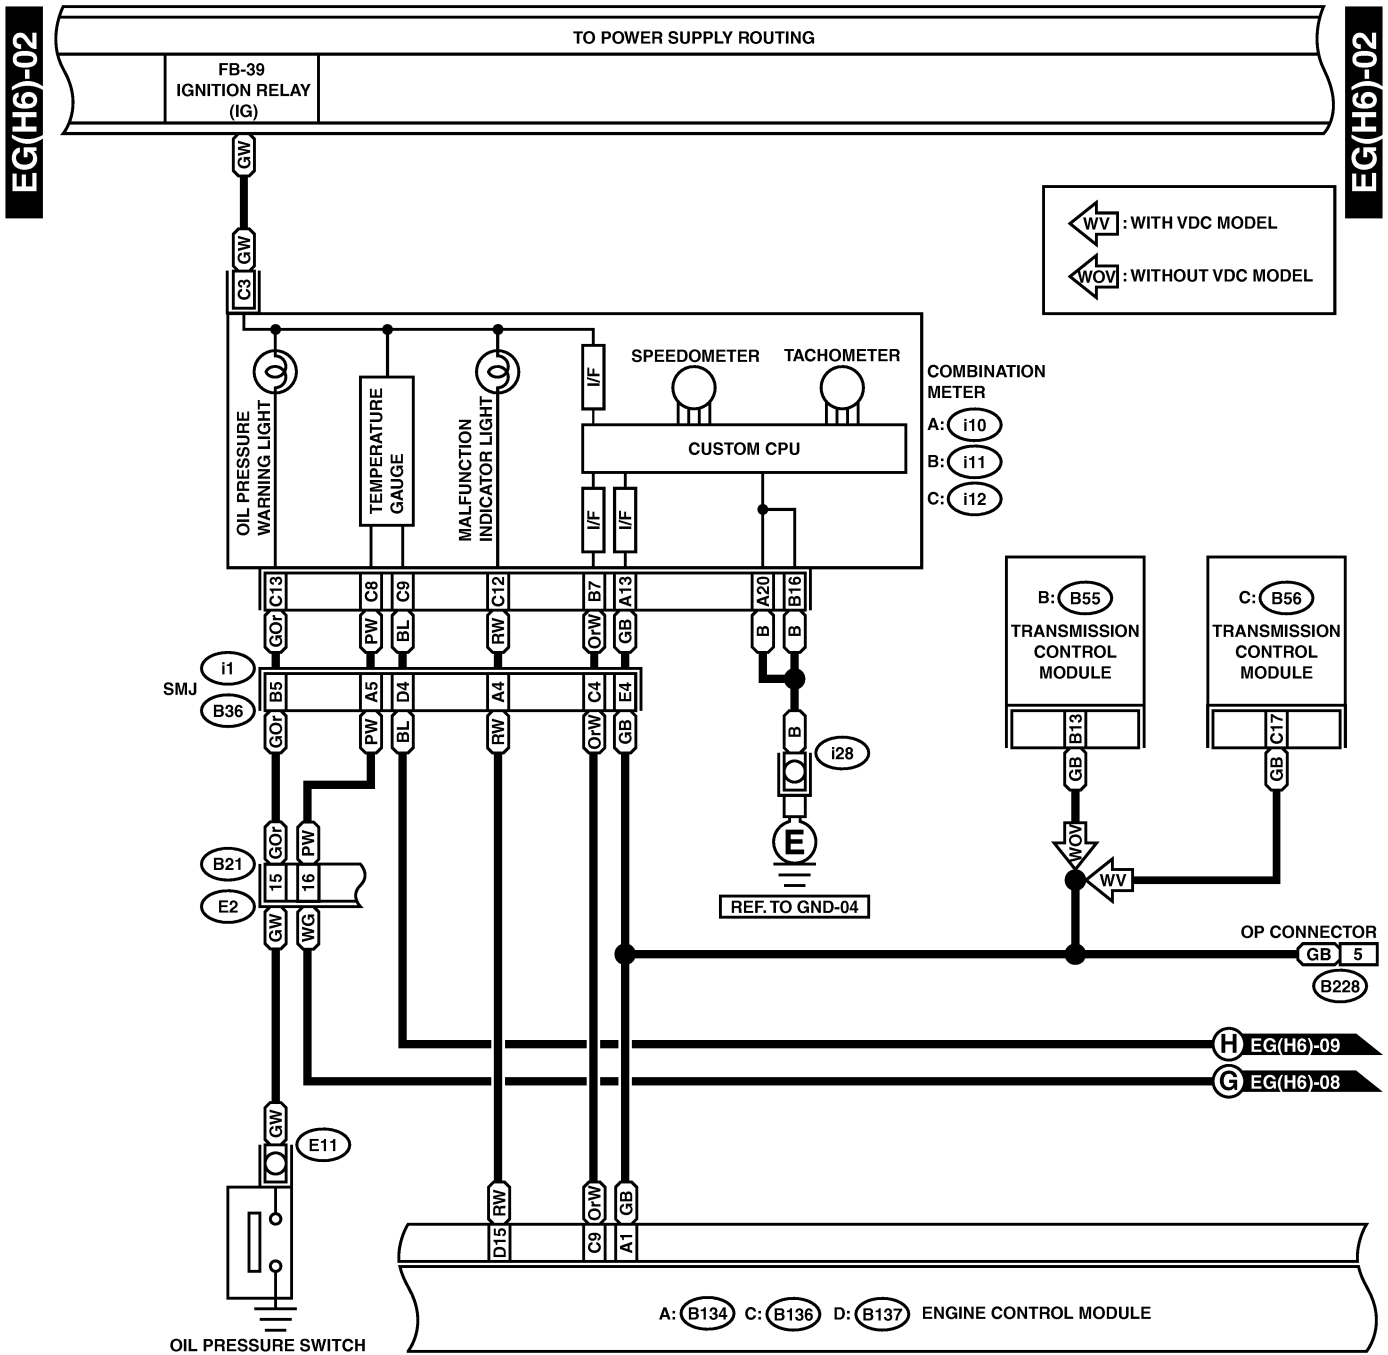 EG(H6)-02
EG(H6)-02
TO POWER SUPPLY ROUTING
FB-39
IGNITION RELAY
(IG)
GW
GW
C3
WV : WITH VDC MODEL
WOV : WITHOUT VDC MODEL
OIL PRESSURE
WARNING LIGHT
TEMPERATURE
GAUGE
MALFUNCTION
INDICATOR LIGHT
I/F
SPEEDOMETER
TACHOMETER
CUSTOM CPU
I/F
I/F
COMBINATION
METER
A: i10
B: i11
C: i12
C13 C8 C9 C12 B7 A13 A20 B16
GOr PW BL RW OrW GB B B
SMJ
i1
B36
B5 A5 D4 A4 C4 E4
GOr PW BL RW OrW GB
B
i28
E
REF. TO GND-04
B: B55
TRANSMISSION
CONTROL
MODULE
B13
GB
WOV
C: B56
TRANSMISSION
CONTROL
MODULE
C17
GB
WV
GOr PW
B21
15 16
E2
GW WG
OP CONNECTOR
GB 5
B228
H EG(H6)-09
G EG(H6)-08
GW
E11
OIL PRESSURE SWITCH
RW OrW GB
D15 C9 A1
A: B134 C: B136 D: B137 ENGINE CONTROL MODULE